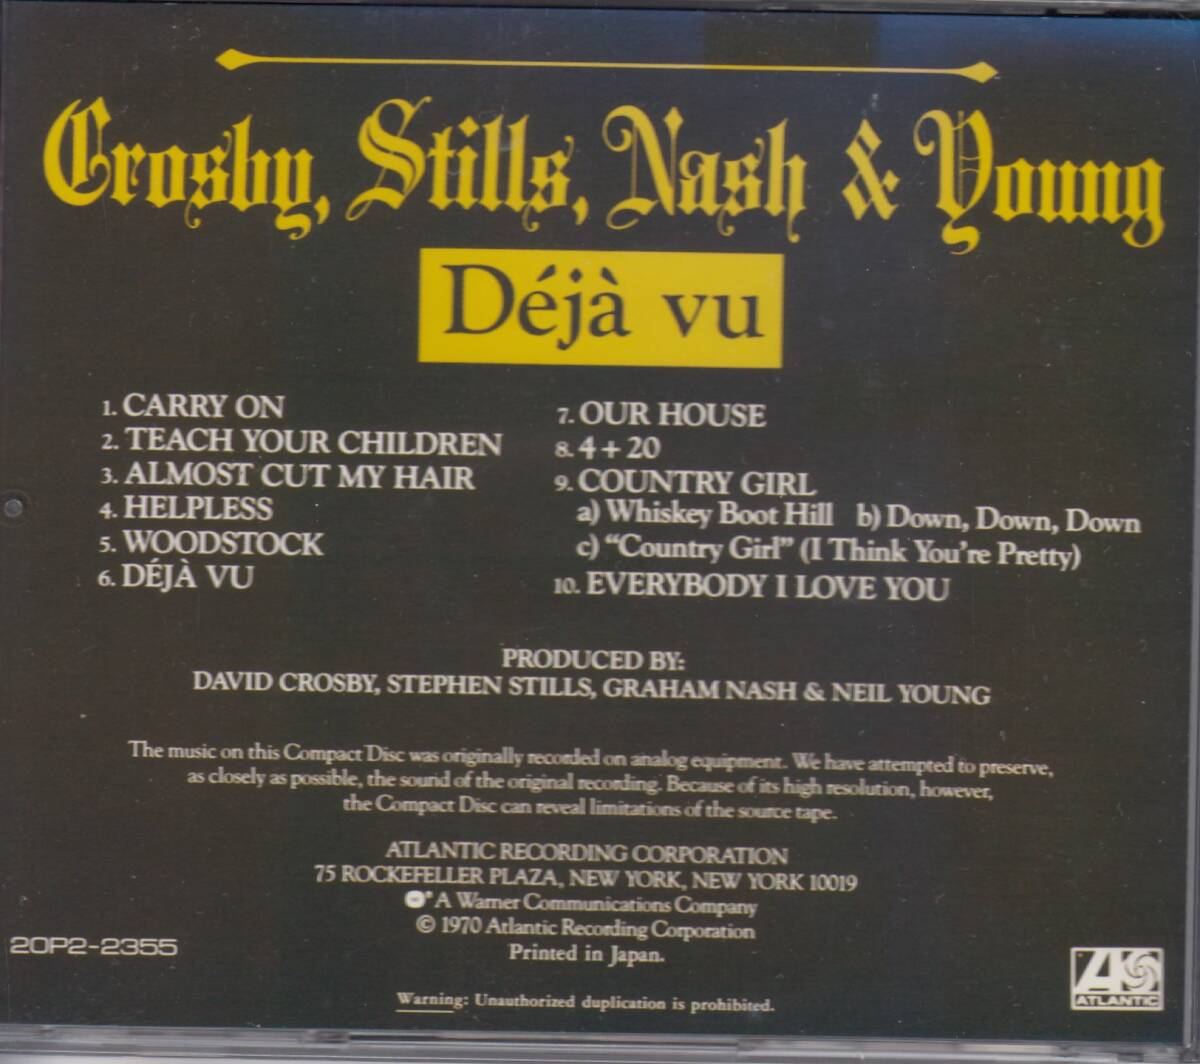 Crosby, Stills, Nash & Young
Déjà vu
1. CARRY ON
2. TEACH YOUR CHILDREN
3. ALMOST CUT MY HAIR
4. HELPLESS
5. WOODSTOCK
6. DÉJÀ VU
7. OUR HOUSE
8. 4 + 20
9. COUNTRY GIRL
a) Whiskey Boot Hill b) Down, Down, Down
c) “Country Girl” (I Think You're Pretty)
10. EVERYBODY I LOVE YOU
PRODUCED BY:
DAVID CROSBY, STEPHEN STILLS, GRAHAM NASH & NEIL YOUNG
The music on this Compact Disc was originally recorded on analog equipment. We have attempted to preserve,
as closely as possible, the sound of the original recording. Because of its high resolution, however,
the Compact Disc can reveal limitations of the source tape.
ATLANTIC RECORDING CORPORATION
75 ROCKEFELLER PLAZA, NEW YORK, NEW YORK 10019
A Warner Communications Company
© 1970 Atlantic Recording Corporation
Printed in Japan.
20P2-2355
ATLANTIC
Warning: Unauthorized duplication is prohibited.